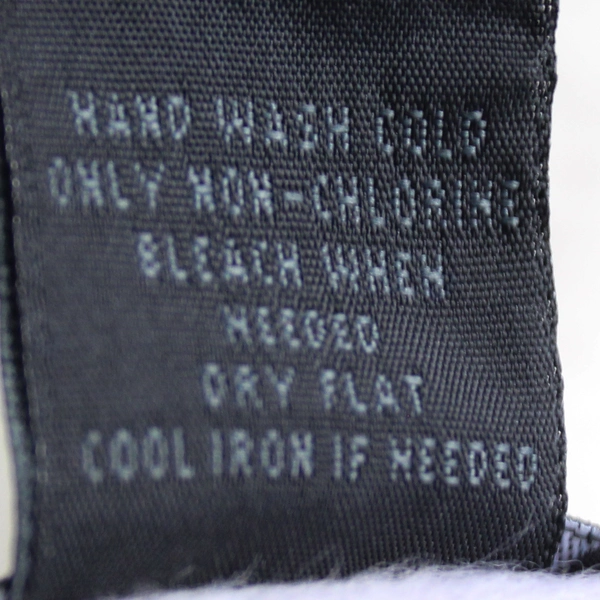 HAND WASH COLD
ONLY NON-CHLORINE
BLEACH WHEN
NEEDED
DRY FLAT
COOL IRON IF NEEDED